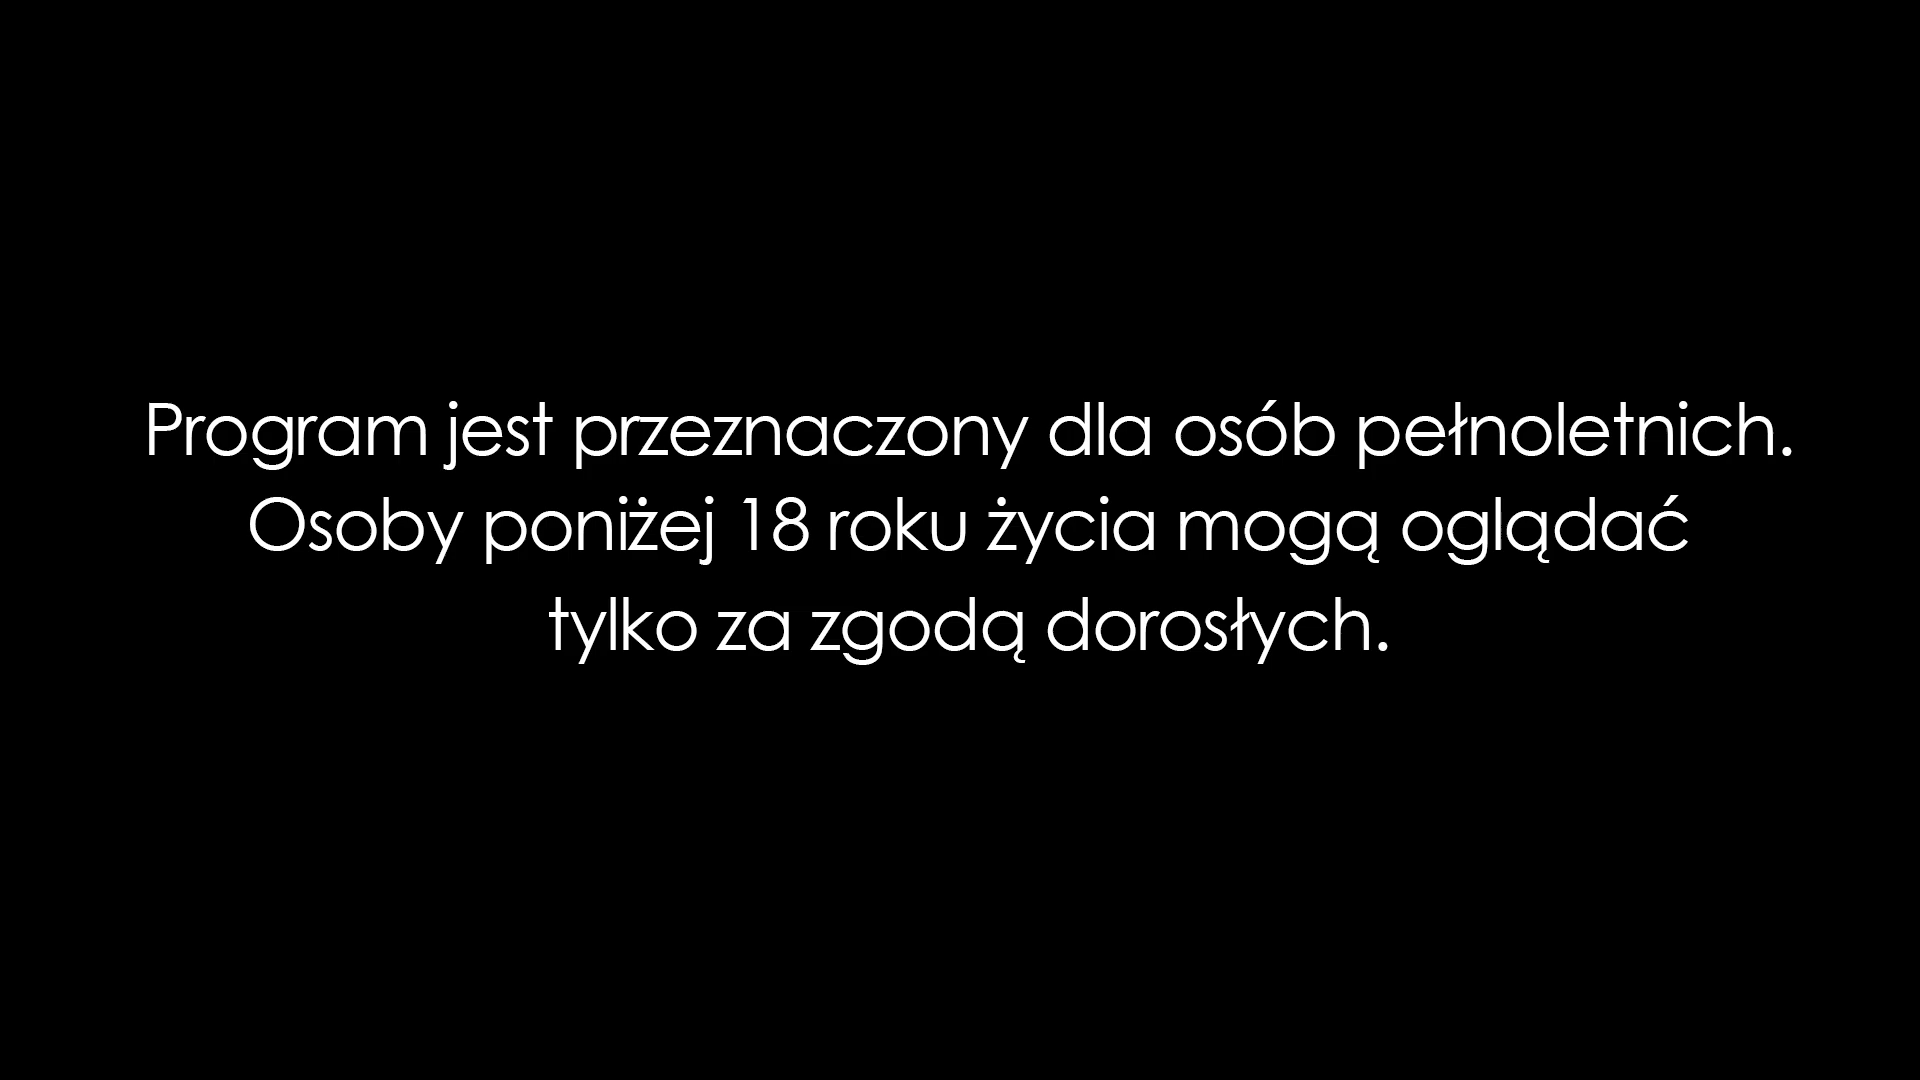 Program jest przeznaczony dla osób pełnoletnich.
Osoby poniżej 18 roku życia mogą oglądać
tylko za zgodą dorosłych.